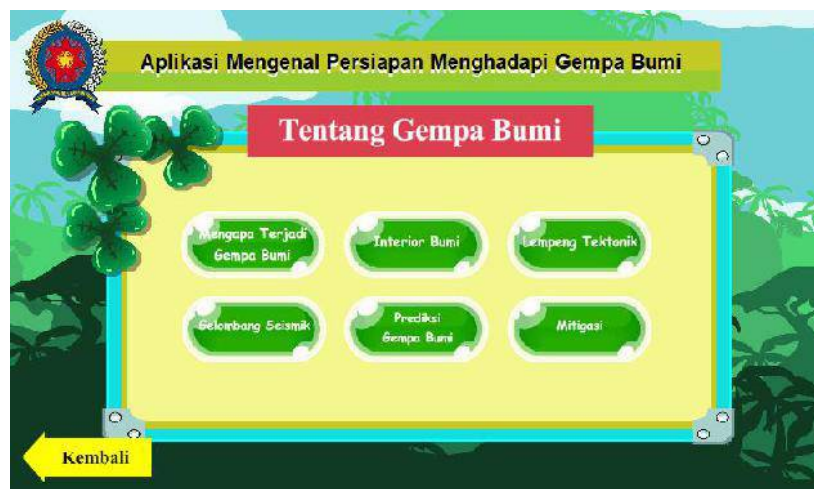 Aplikasi Mengenal Persiapan Menghadapi Gempa Bumi
Tentang Gempa Bumi
Mengapa Terjadi
Gempa Bumi
Interior Bumi
Lempeng Tektonik
Gelombang Seismik
Prediksi
Gempa Bumi
Mitigasi
Kembali